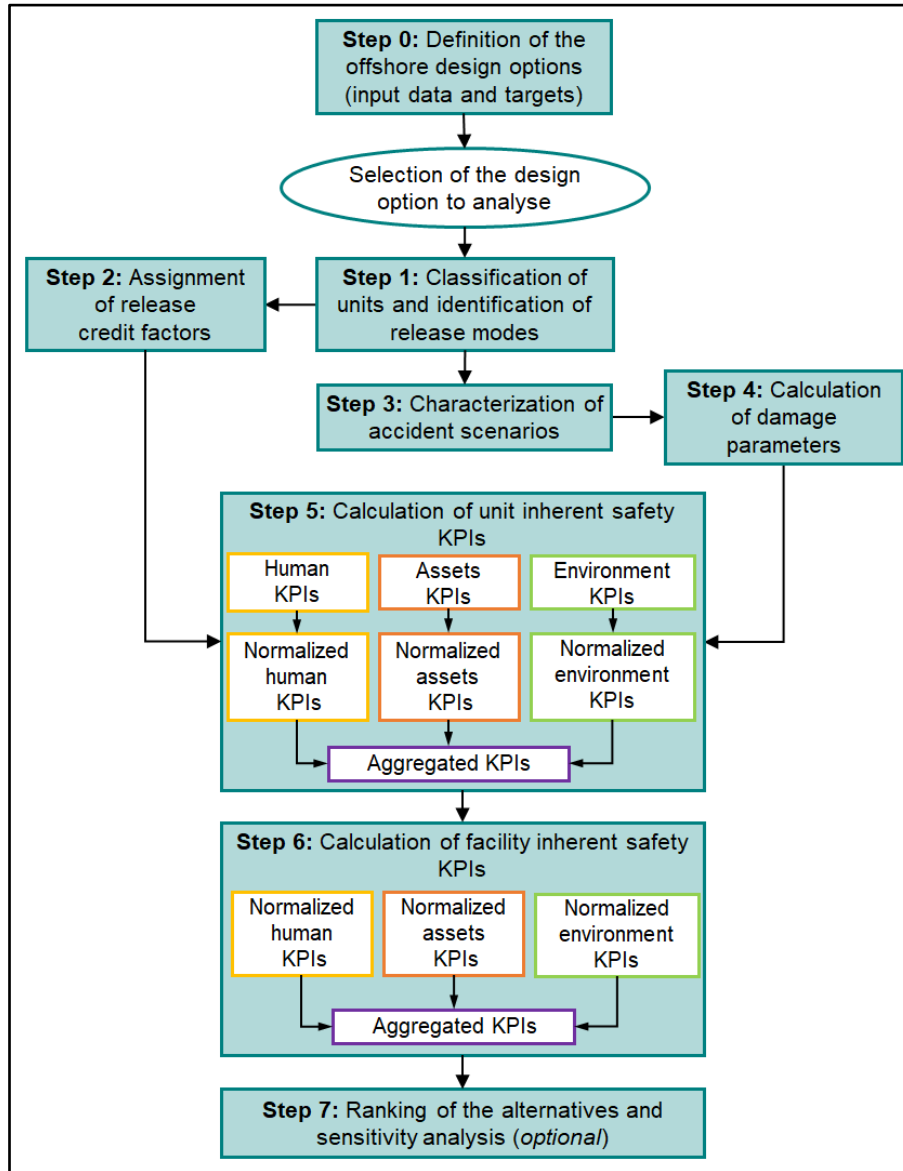 Step 0: Definition of the
offshore design options
(input data and targets)
Selection of the design
option to analyse
Step 2: Assignment
of release
credit factors
Step 1: Classification of
units and identification of
release modes
Step 3: Characterization of
accident scenarios
Step 4: Calculation
of damage
parameters
Step 5: Calculation of unit inherent safety
KPIs
Human
KPIs
Assets
KPIs
Environment
KPIs
Normalized
human
KPIs
Normalized
assets
KPIs
Normalized
environment
KPIs
Aggregated KPIs
Step 6: Calculation of facility inherent safety
KPIs
Normalized
human
KPIs
Normalized
assets
KPIs
Normalized
environment
KPIs
Aggregated KPIs
Step 7: Ranking of the alternatives and
sensitivity analysis (optional)